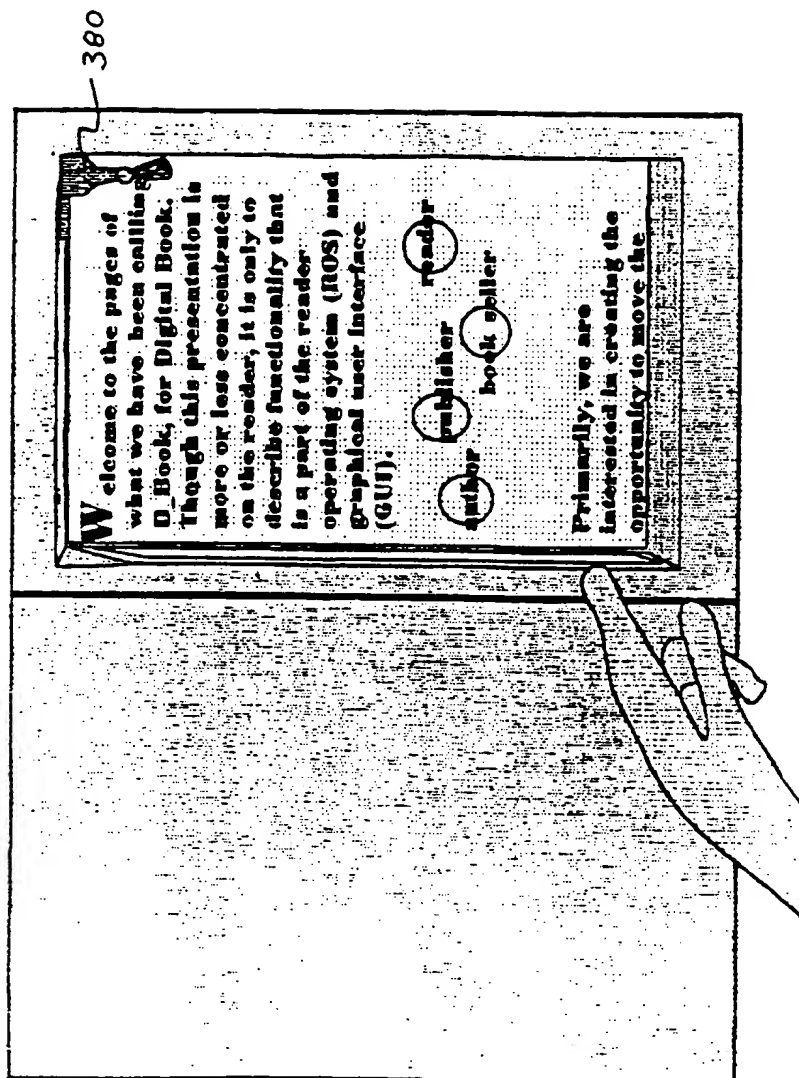 380
Welcome to the pages of
what we have been callling
D_Book, for Digital Book.
Though this presentation is
more or less concentrated
on the reader, it is only to
describe functionality that
is a part of the reader
operating system (ROS) and
graphical user interface
(GUI).
author
publisher
book seller
reader
Primarily, we are
interested in creating the
opportunity to move the